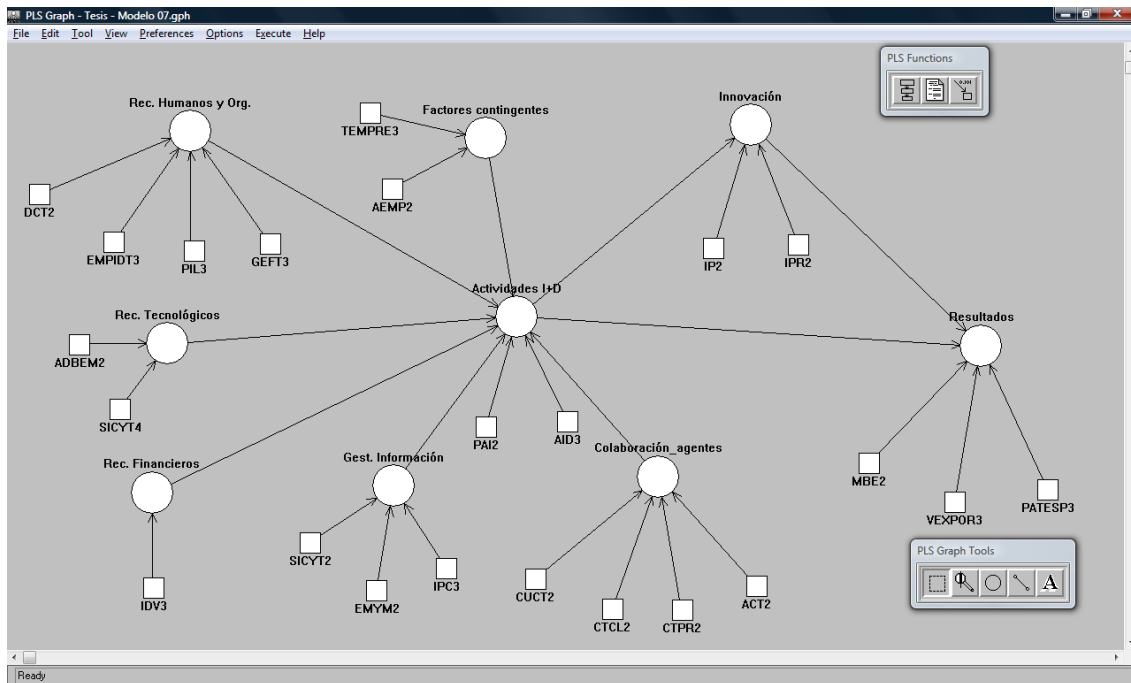 PLS Graph - Tesis - Modelo 07.gph
File Edit Tool View Preferences Options Execute Help
PLS Functions
0.101
Rec. Humanos y Org.
Factores contingentes
Innovación
TEMPRE3
DCT2
AEMP2
EMPIDT3
PIL3
GEFT3
IP2
IPR2
Actividades I+D
Rec. Tecnológicos
Resultados
ADBEM2
SICYT4
PAI2
AID3
Rec. Financieros
Gest. Información
Colaboración_agentes
MBE2
VEXPOR3
PATESP3
SICYT2
IPC3
EMYM2
IDV3
CUCT2
CTCL2
CTPR2
ACT2
PLS Graph Tools
A
Ready